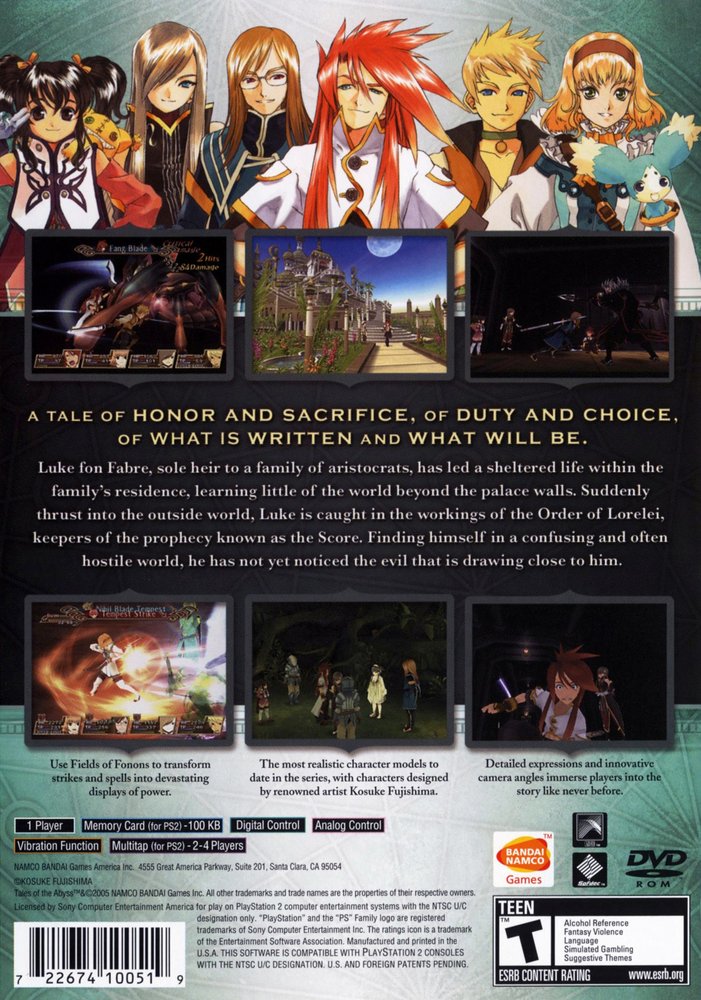 Fang Blade
Critical
Damage
2 Hits
84 Damage
A TALE OF HONOR AND SACRIFICE, OF DUTY AND CHOICE,
OF WHAT IS WRITTEN AND WHAT WILL BE.
Luke fon Fabre, sole heir to a family of aristocrats, has led a sheltered life within the
family's residence, learning little of the world beyond the palace walls. Suddenly
thrust into the outside world, Luke is caught in the workings of the Order of Lorelei,
keepers of the prophecy known as the Score. Finding himself in a confusing and often
hostile world, he has not yet noticed the evil that is drawing close to him.
Nihil Blade Tempest
Tempest Strike
Use Fields of Fonons to transform
strikes and spells into devastating
displays of power.
The most realistic character models to
date in the series, with characters designed
by renowned artist Kosuke Fujishima.
Detailed expressions and innovative
camera angles immerse players into the
story like never before.
1 Player
Memory Card (for PS2) -100 KB
Digital Control
Analog Control
Vibration Function
Multitap (for PS2) - 2-4 Players
NAMCO BANDAI Games America Inc. 4555 Great America Parkway, Suite 201, Santa Clara, CA 95054
©KOSUKE FUJISHIMA
Tales of the Abyss™&©2005 NAMCO BANDAI Games Inc. All other trademarks and trade names are the properties of their respective owners.
Licensed by Sony Computer Entertainment America for play on PlayStation 2 computer entertainment systems with the NTSC U/C
designation only. "PlayStation" and the "PS" Family logo are registered
trademarks of Sony Computer Entertainment Inc. The ratings icon is a trademark
of the Entertainment Software Association. Manufactured and printed in the
U.S.A. THIS SOFTWARE IS COMPATIBLE WITH PLAYSTATION 2 CONSOLES
WITH THE NTSC U/C DESIGNATION. U.S. AND FOREIGN PATENTS PENDING.
7 22674 10051 9
BANDAI
NAMCO
Games
DVD
ROM
TEEN
T
Alcohol Reference
Fantasy Violence
Language
Simulated Gambling
Suggestive Themes
ESRB CONTENT RATING www.esrb.org